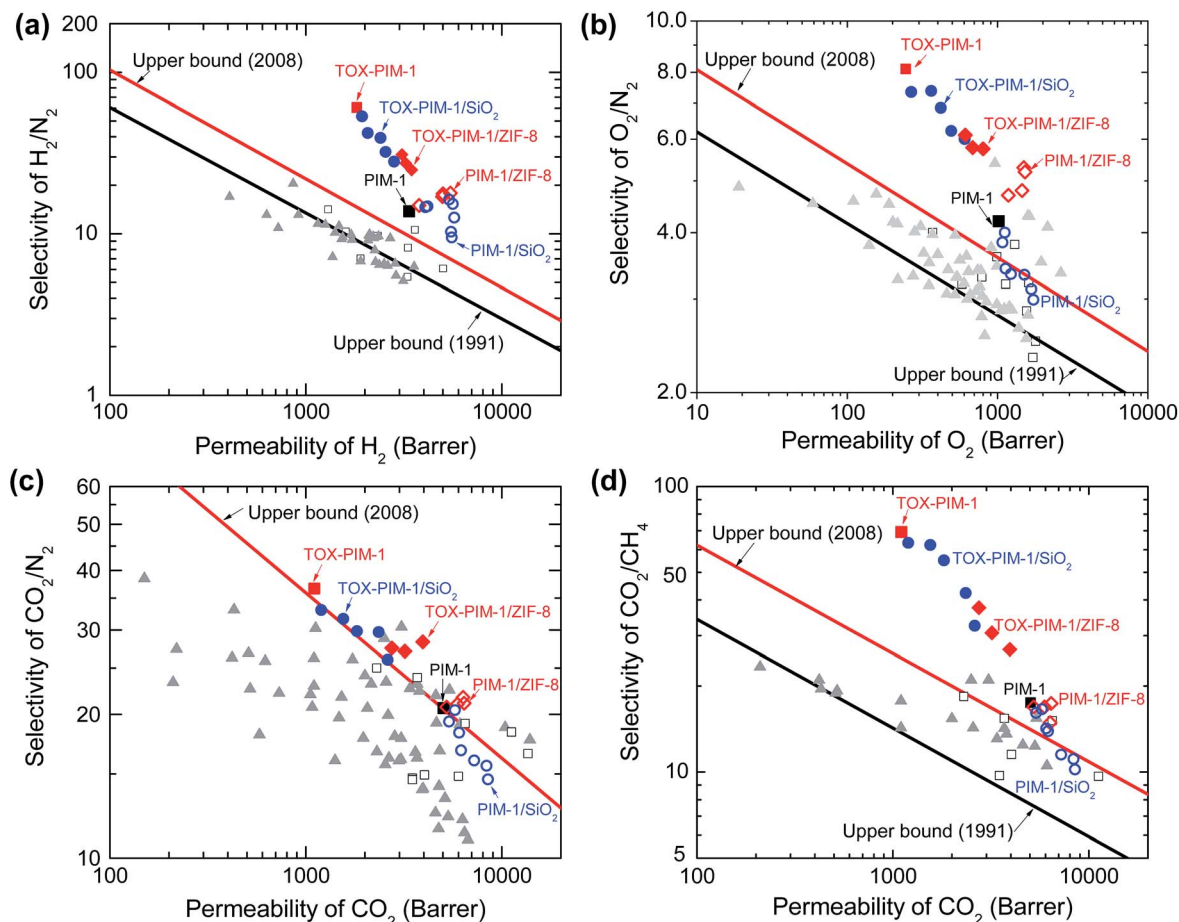 (a)
200
100
10
1
Selectivity of H₂/N₂
Upper bound (2008)
TOX-PIM-1
TOX-PIM-1/SiO₂
TOX-PIM-1/ZIF-8
PIM-1
PIM-1/ZIF-8
PIM-1/SiO₂
Upper bound (1991)
100
1000
10000
Permeability of H₂ (Barrer)
(b)
10.0
8.0
6.0
4.0
2.0
Selectivity of O₂/N₂
TOX-PIM-1
Upper bound (2008)
TOX-PIM-1/SiO₂
TOX-PIM-1/ZIF-8
PIM-1/ZIF-8
PIM-1
PIM-1/SiO₂
Upper bound (1991)
10
100
1000
10000
Permeability of O₂ (Barrer)
(c)
60
50
40
30
20
10
Selectivity of CO₂/N₂
Upper bound (2008)
TOX-PIM-1
TOX-PIM-1/SiO₂
TOX-PIM-1/ZIF-8
PIM-1
PIM-1/ZIF-8
PIM-1/SiO₂
100
1000
10000
Permeability of CO₂ (Barrer)
(d)
100
50
10
5
Selectivity of CO₂/CH₄
TOX-PIM-1
Upper bound (2008)
TOX-PIM-1/SiO₂
TOX-PIM-1/ZIF-8
PIM-1
PIM-1/ZIF-8
PIM-1/SiO₂
Upper bound (1991)
100
1000
10000
Permeability of CO₂ (Barrer)